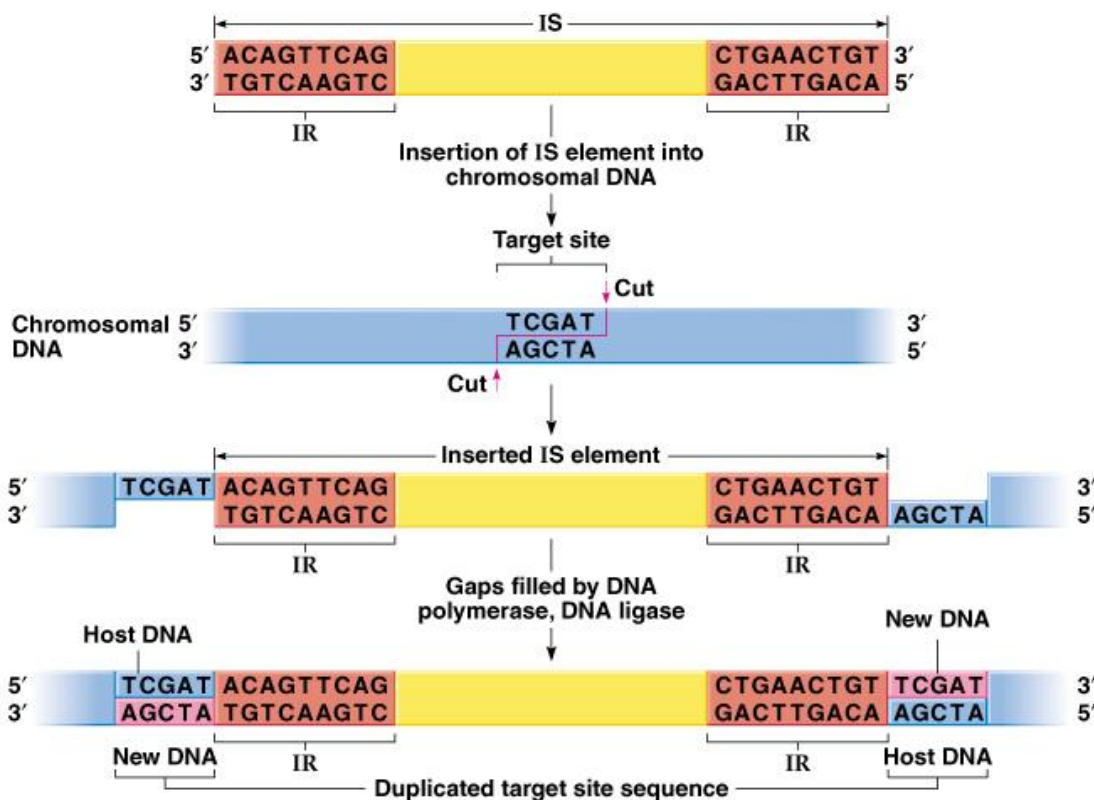 IS
5′ ACAGTTCAG CTGAACTGT 3′
3′ TGTCAAGTC GACTTGACA 5′
IR IR
Insertion of IS element into
chromosomal DNA
Target site
Cut
Chromosomal 5′ TCGAT 3′
DNA 3′ AGCTA 5′
Cut
Inserted IS element
5′ TCGAT ACAGTTCAG CTGAACTGT 3′
3′ TGTCAAGTC GACTTGACA AGCTA 5′
IR IR
Gaps filled by DNA
polymerase, DNA ligase
Host DNA New DNA
5′ TCGAT ACAGTTCAG CTGAACTGT TCGAT 3′
3′ AGCTA TGTCAAGTC GACTTGACA AGCTA 5′
New DNA IR IR Host DNA
Duplicated target site sequence